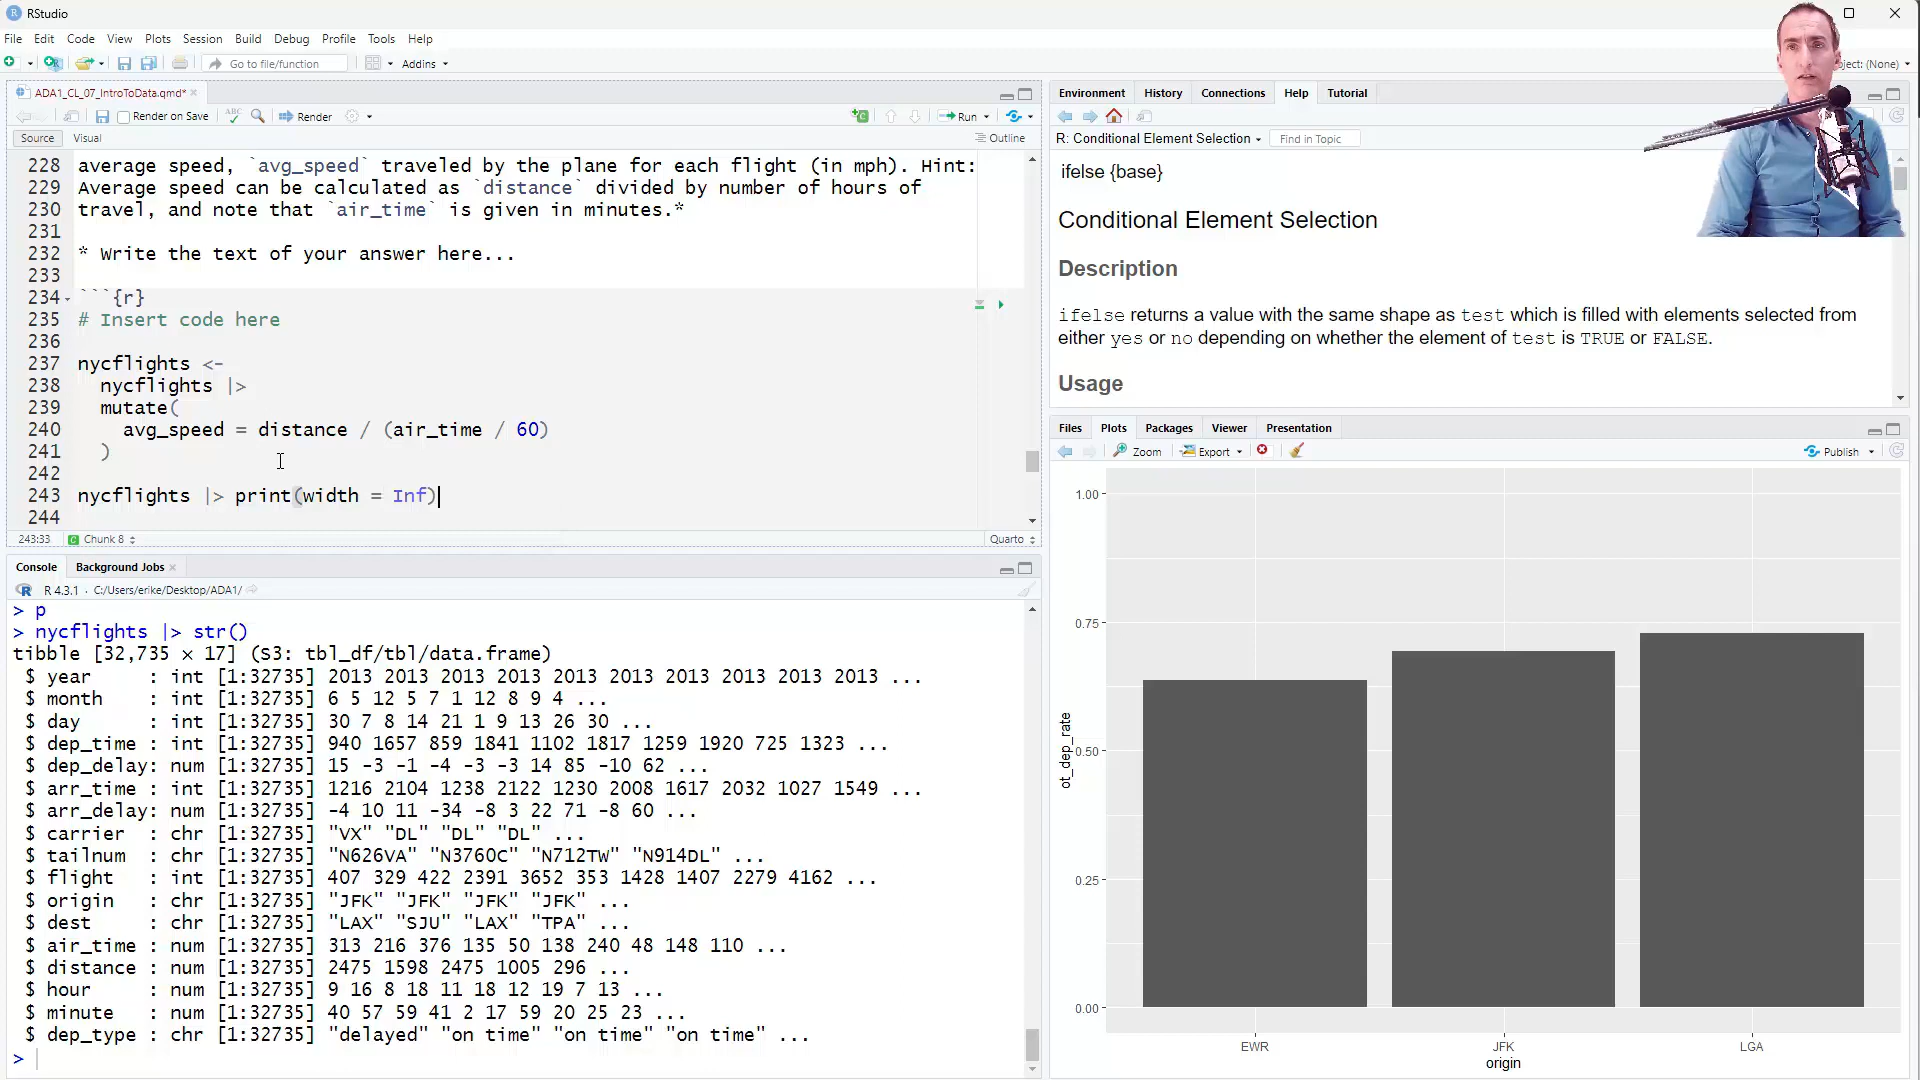 RStudio
File Edit Code View Plots Session Build Debug Profile Tools Help
Go to file/function
Addins
ject: (None)
ADA1_CL_07_IntroToData.qmd*
Render on Save
ABC
Render
Run
Source Visual
Outline
228 average speed, `avg_speed` traveled by the plane for each flight (in mph). Hint:
229 Average speed can be calculated as `distance` divided by number of hours of
230 travel, and note that `air_time` is given in minutes.*
231
232 * Write the text of your answer here...
233
234 ```{r}
235 # Insert code here
236
237 nycflights <-
238 nycflights |>
239 mutate(
240 avg_speed = distance / (air_time / 60)
241 )
242
243 nycflights |> print(width = Inf)
244
243:33 Chunk 8
Quarto
Console Background Jobs
R 4.3.1 · C:/Users/erike/Desktop/ADA1/
> p
> nycflights |> str()
tibble [32,735 × 17] (S3: tbl_df/tbl/data.frame)
$ year : int [1:32735] 2013 2013 2013 2013 2013 2013 2013 2013 2013 2013 ...
$ month : int [1:32735] 6 5 12 5 7 1 12 8 9 4 ...
$ day : int [1:32735] 30 7 8 14 21 1 9 13 26 30 ...
$ dep_time : int [1:32735] 940 1657 859 1841 1102 1817 1259 1920 725 1323 ...
$ dep_delay: num [1:32735] 15 -3 -1 -4 -3 -3 14 85 -10 62 ...
$ arr_time : int [1:32735] 1216 2104 1238 2122 1230 2008 1617 2032 1027 1549 ...
$ arr_delay: num [1:32735] -4 10 11 -34 -8 3 22 71 -8 60 ...
$ carrier : chr [1:32735] "VX" "DL" "DL" "DL" ...
$ tailnum : chr [1:32735] "N626VA" "N3760C" "N712TW" "N914DL" ...
$ flight : int [1:32735] 407 329 422 2391 3652 353 1428 1407 2279 4162 ...
$ origin : chr [1:32735] "JFK" "JFK" "JFK" "JFK" ...
$ dest : chr [1:32735] "LAX" "SJU" "LAX" "TPA" ...
$ air_time : num [1:32735] 313 216 376 135 50 138 240 48 148 110 ...
$ distance : num [1:32735] 2475 1598 2475 1005 296 ...
$ hour : num [1:32735] 9 16 8 18 11 18 12 19 7 13 ...
$ minute : num [1:32735] 40 57 59 41 2 17 59 20 25 23 ...
$ dep_type : chr [1:32735] "delayed" "on time" "on time" "on time" ...
>
Environment History Connections Help Tutorial
R: Conditional Element Selection
Find in Topic
ifelse {base}
Conditional Element Selection
Description
ifelse returns a value with the same shape as test which is filled with elements selected from
either yes or no depending on whether the element of test is TRUE or FALSE.
Usage
Files Plots Packages Viewer Presentation
Zoom Export
Publish
1.00
0.75
0.50
0.25
0.00
ot_dep_rate
EWR JFK LGA
origin